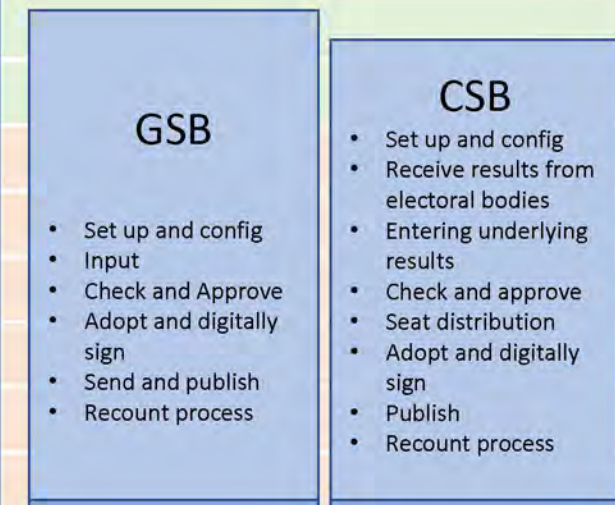 GSB
• Set up and config
• Input
• Check and Approve
• Adopt and digitally
sign
• Send and publish
• Recount process
CSB
• Set up and config
• Receive results from
electoral bodies
• Entering underlying
results
• Check and approve
• Seat distribution
• Adopt and digitally
sign
• Publish
• Recount process